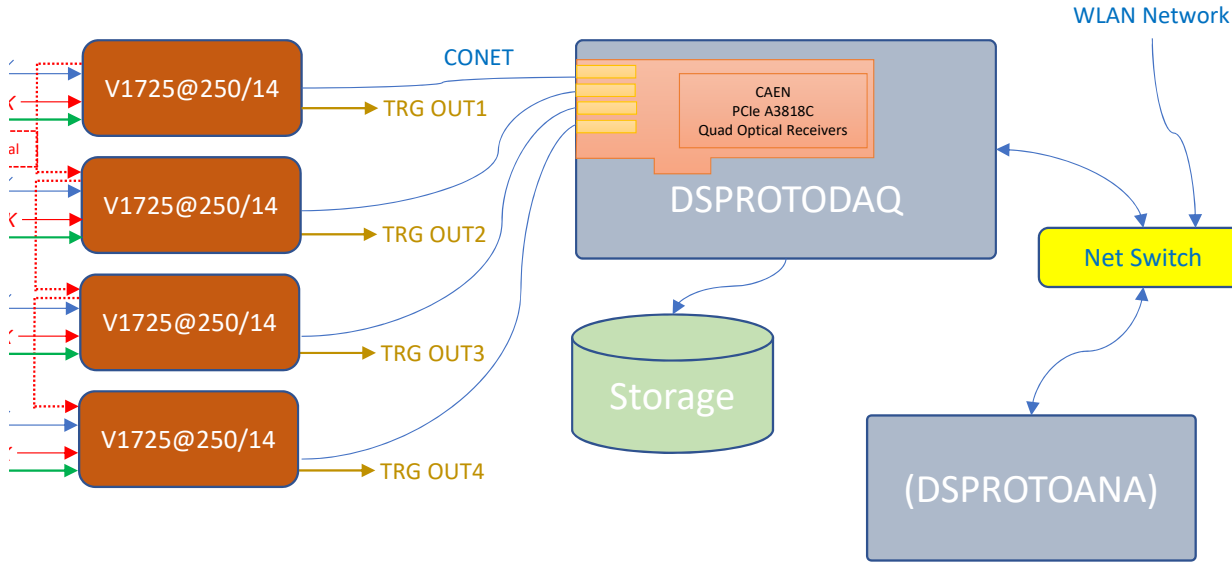 WLAN Network
CONET
V1725@250/14
TRG OUT1
CAEN
PCIe A3818C
Quad Optical Receivers
DSPROTODAQ
V1725@250/14
TRG OUT2
Net Switch
V1725@250/14
TRG OUT3
Storage
V1725@250/14
TRG OUT4
(DSPROTOANA)